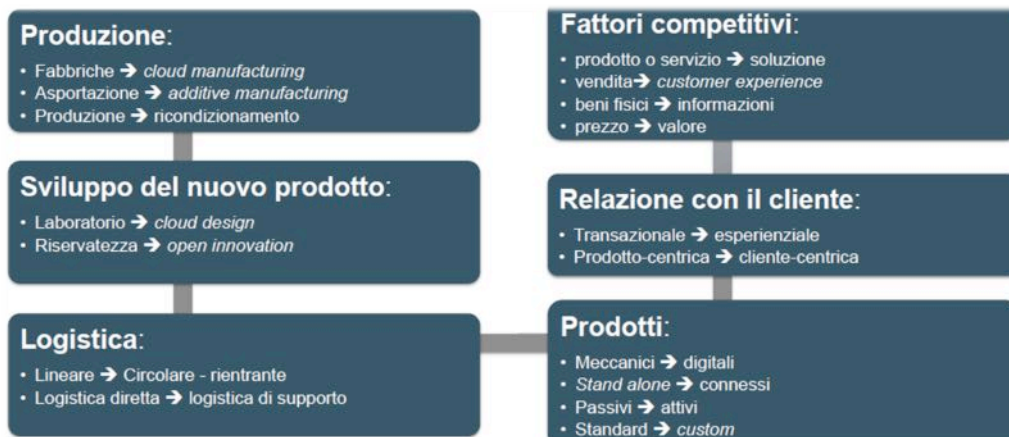 Produzione:
• Fabbriche ➔ cloud manufacturing
• Asportazione ➔ additive manufacturing
• Produzione ➔ ricondizionamento
Sviluppo del nuovo prodotto:
• Laboratorio ➔ cloud design
• Riservatezza ➔ open innovation
Logistica:
• Lineare ➔ Circolare - rientrante
• Logistica diretta ➔ logistica di supporto
Prodotti:
• Meccanici ➔ digitali
• Stand alone ➔ connessi
• Passivi ➔ attivi
• Standard ➔ custom
Relazione con il cliente:
• Transazionale ➔ esperienziale
• Prodotto-centrica ➔ cliente-centrica
Fattori competitivi:
• prodotto o servizio ➔ soluzione
• vendita➔ customer experience
• beni fisici ➔ informazioni
• prezzo ➔ valore